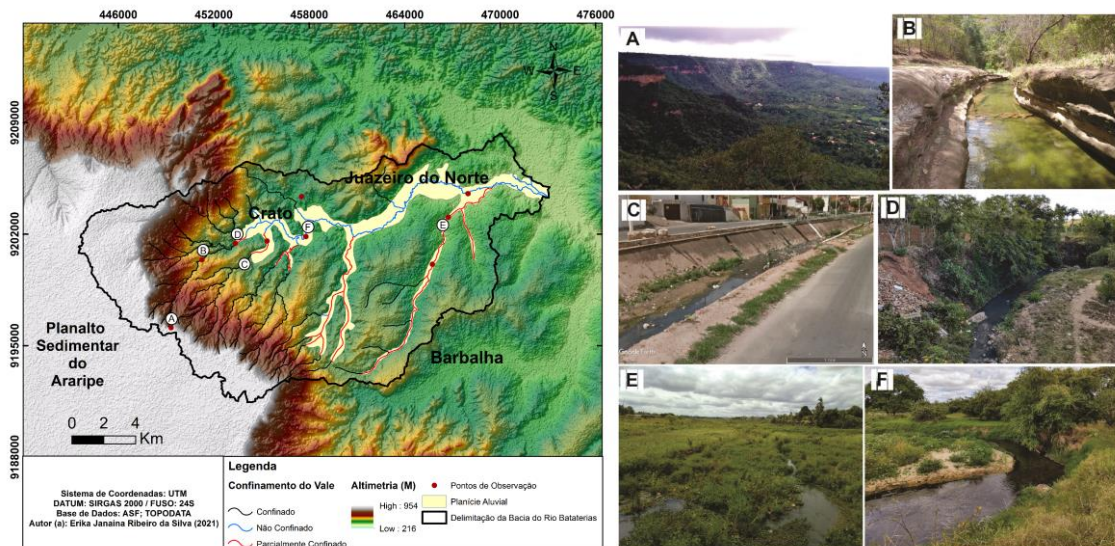 446000 452000 458000 464000 470000 476000
9209000
9202000
9195000
9188000
N
W E
S
Juazeiro do Norte
Crato
Barbalha
Planalto
Sedimentar
do
Araripe
A
B
C
D
E
F
0 2 4
Km
Sistema de Coordenadas: UTM
DATUM: SIRGAS 2000 / FUSO: 24S
Base de Dados: ASF; TOPODATA
Autor (a): Erika Janaina Ribeiro da Silva (2021)
Legenda
Confinamento do Vale
Confinado
Não Confinado
Parcialmente Confinado
Altimetria (M)
High : 954
Low : 216
Pontos de Observação
Planície Aluvial
Delimitação da Bacia do Rio Bataterias
A
B
C
D
E
F